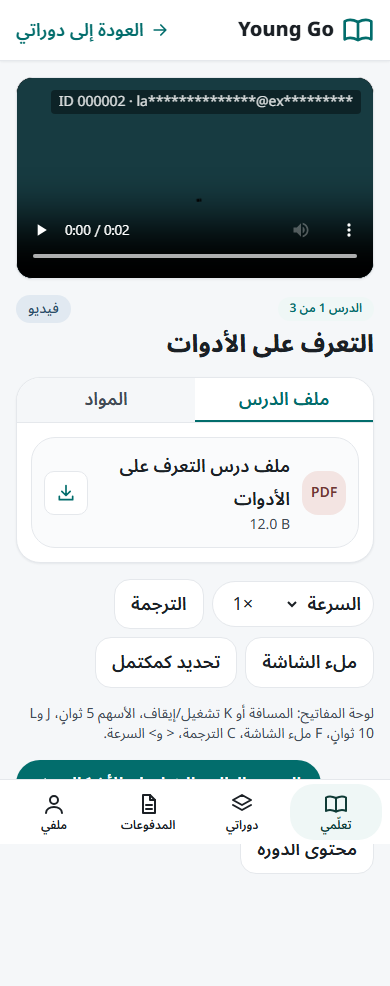 Young Go
العودة إلى دوراتي
ID 000002 · la**************@ex*********
0:00 / 0:02
الدرس 1 من 3
فيديو
التعرف على الأدوات
ملف الدرس
المواد
PDF
ملف درس التعرف على
الأدوات
12.0 B
السرعة
1×
الترجمة
ملء الشاشة
تحديد كمكتمل
لوحة المفاتيح: المسافة أو K تشغيل/إيقاف، الأسهم 5 ثوانٍ، J وL
10 ثوانٍ، F ملء الشاشة، C الترجمة، < و> السرعة.
تعلّمي
دوراتي
المدفوعات
ملفي
محتوى الدورة